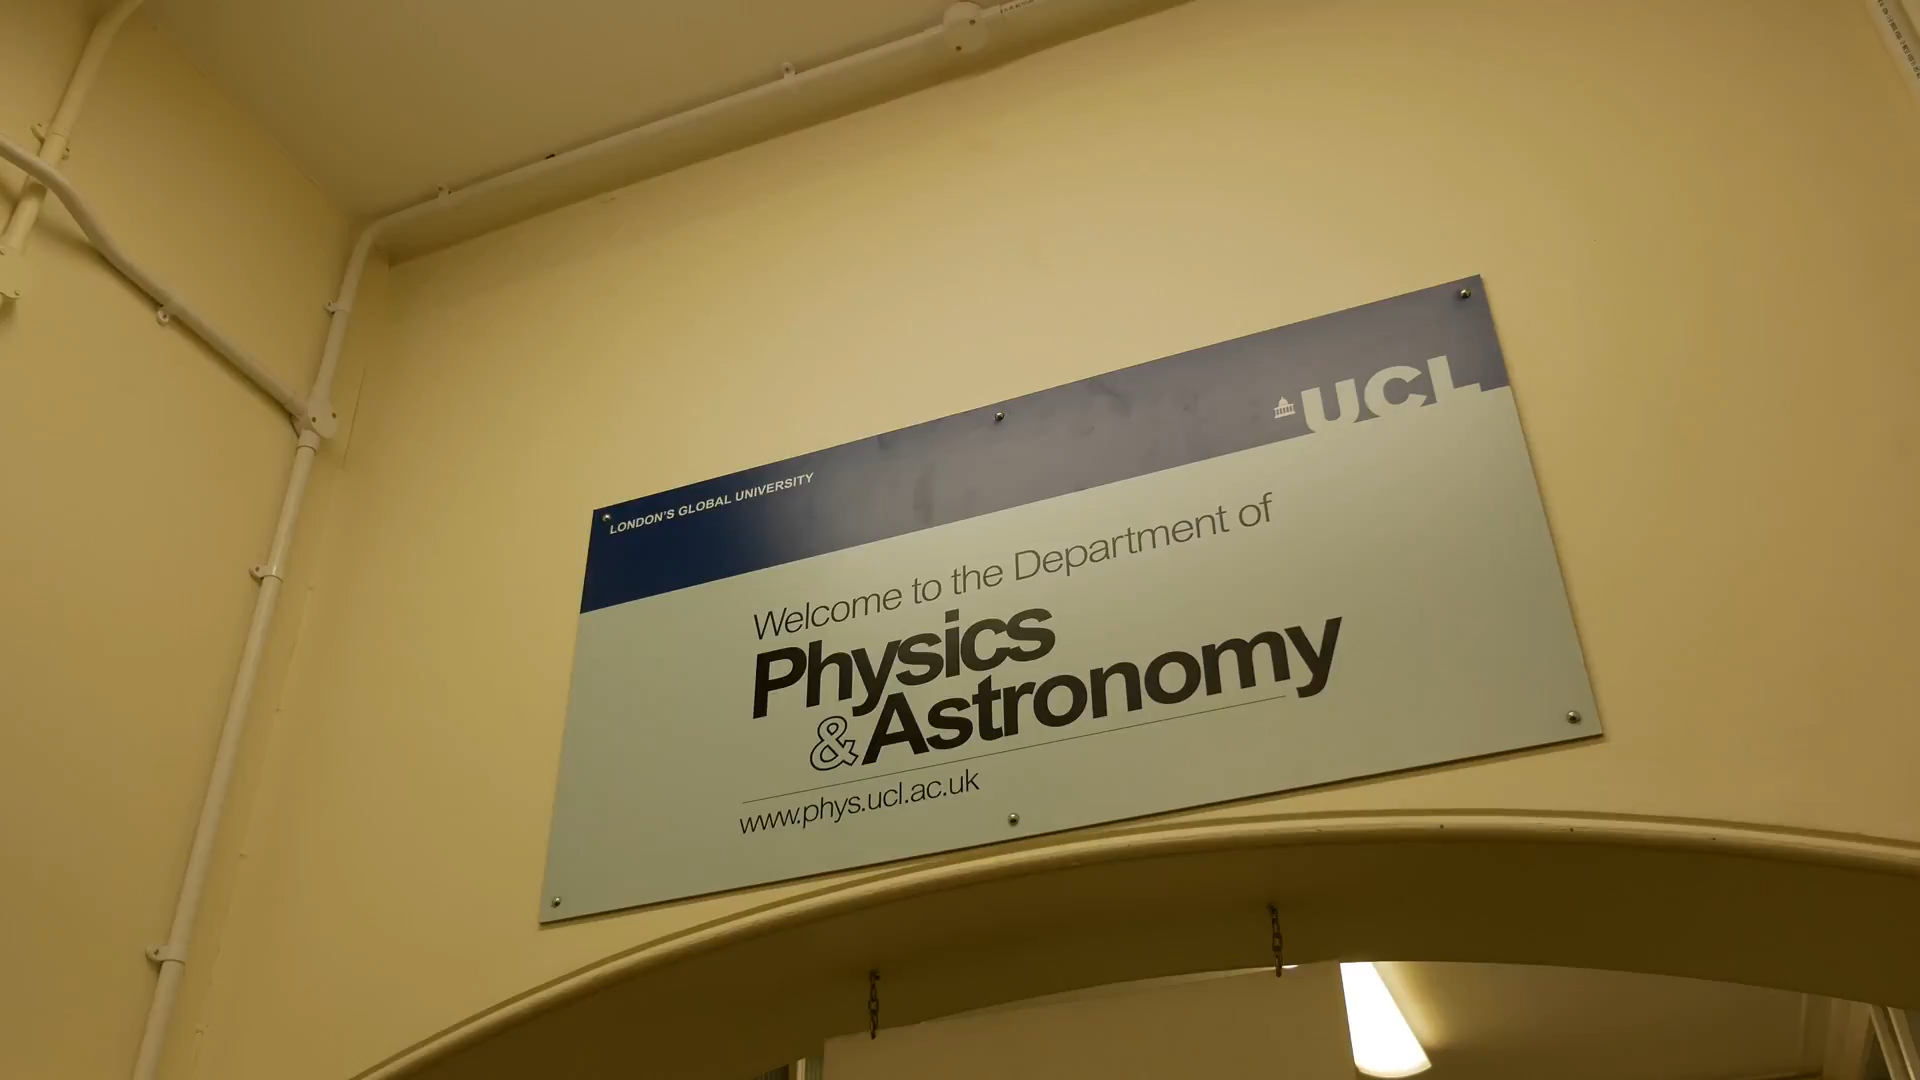 LONDON'S GLOBAL UNIVERSITY
UCL
Welcome to the Department of
Physics
&Astronomy
www.phys.ucl.ac.uk